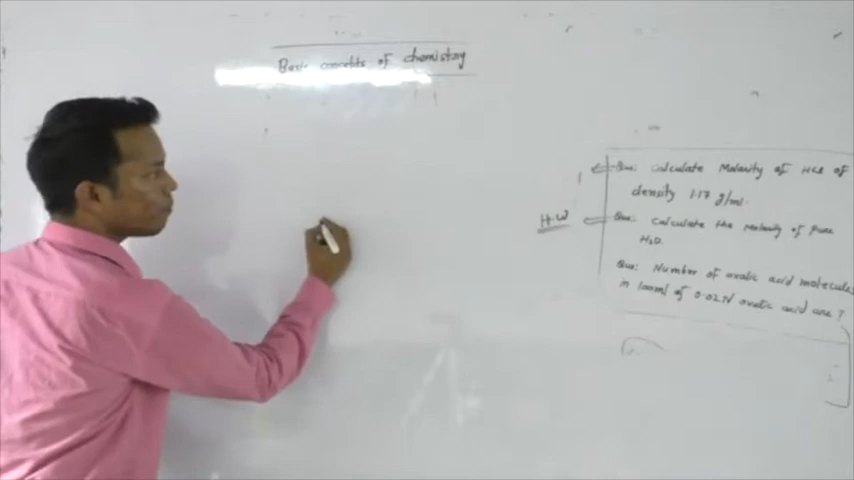 Basic concepts of chemistry
Que: Calculate Molarity of HCl of
density 1.17 g/ml.
H.W
Que: Calculate the molarity of Pure
H2O.
Que: Number of oxalic acid molecules
in 100ml of 0.02N oxalic acid are?